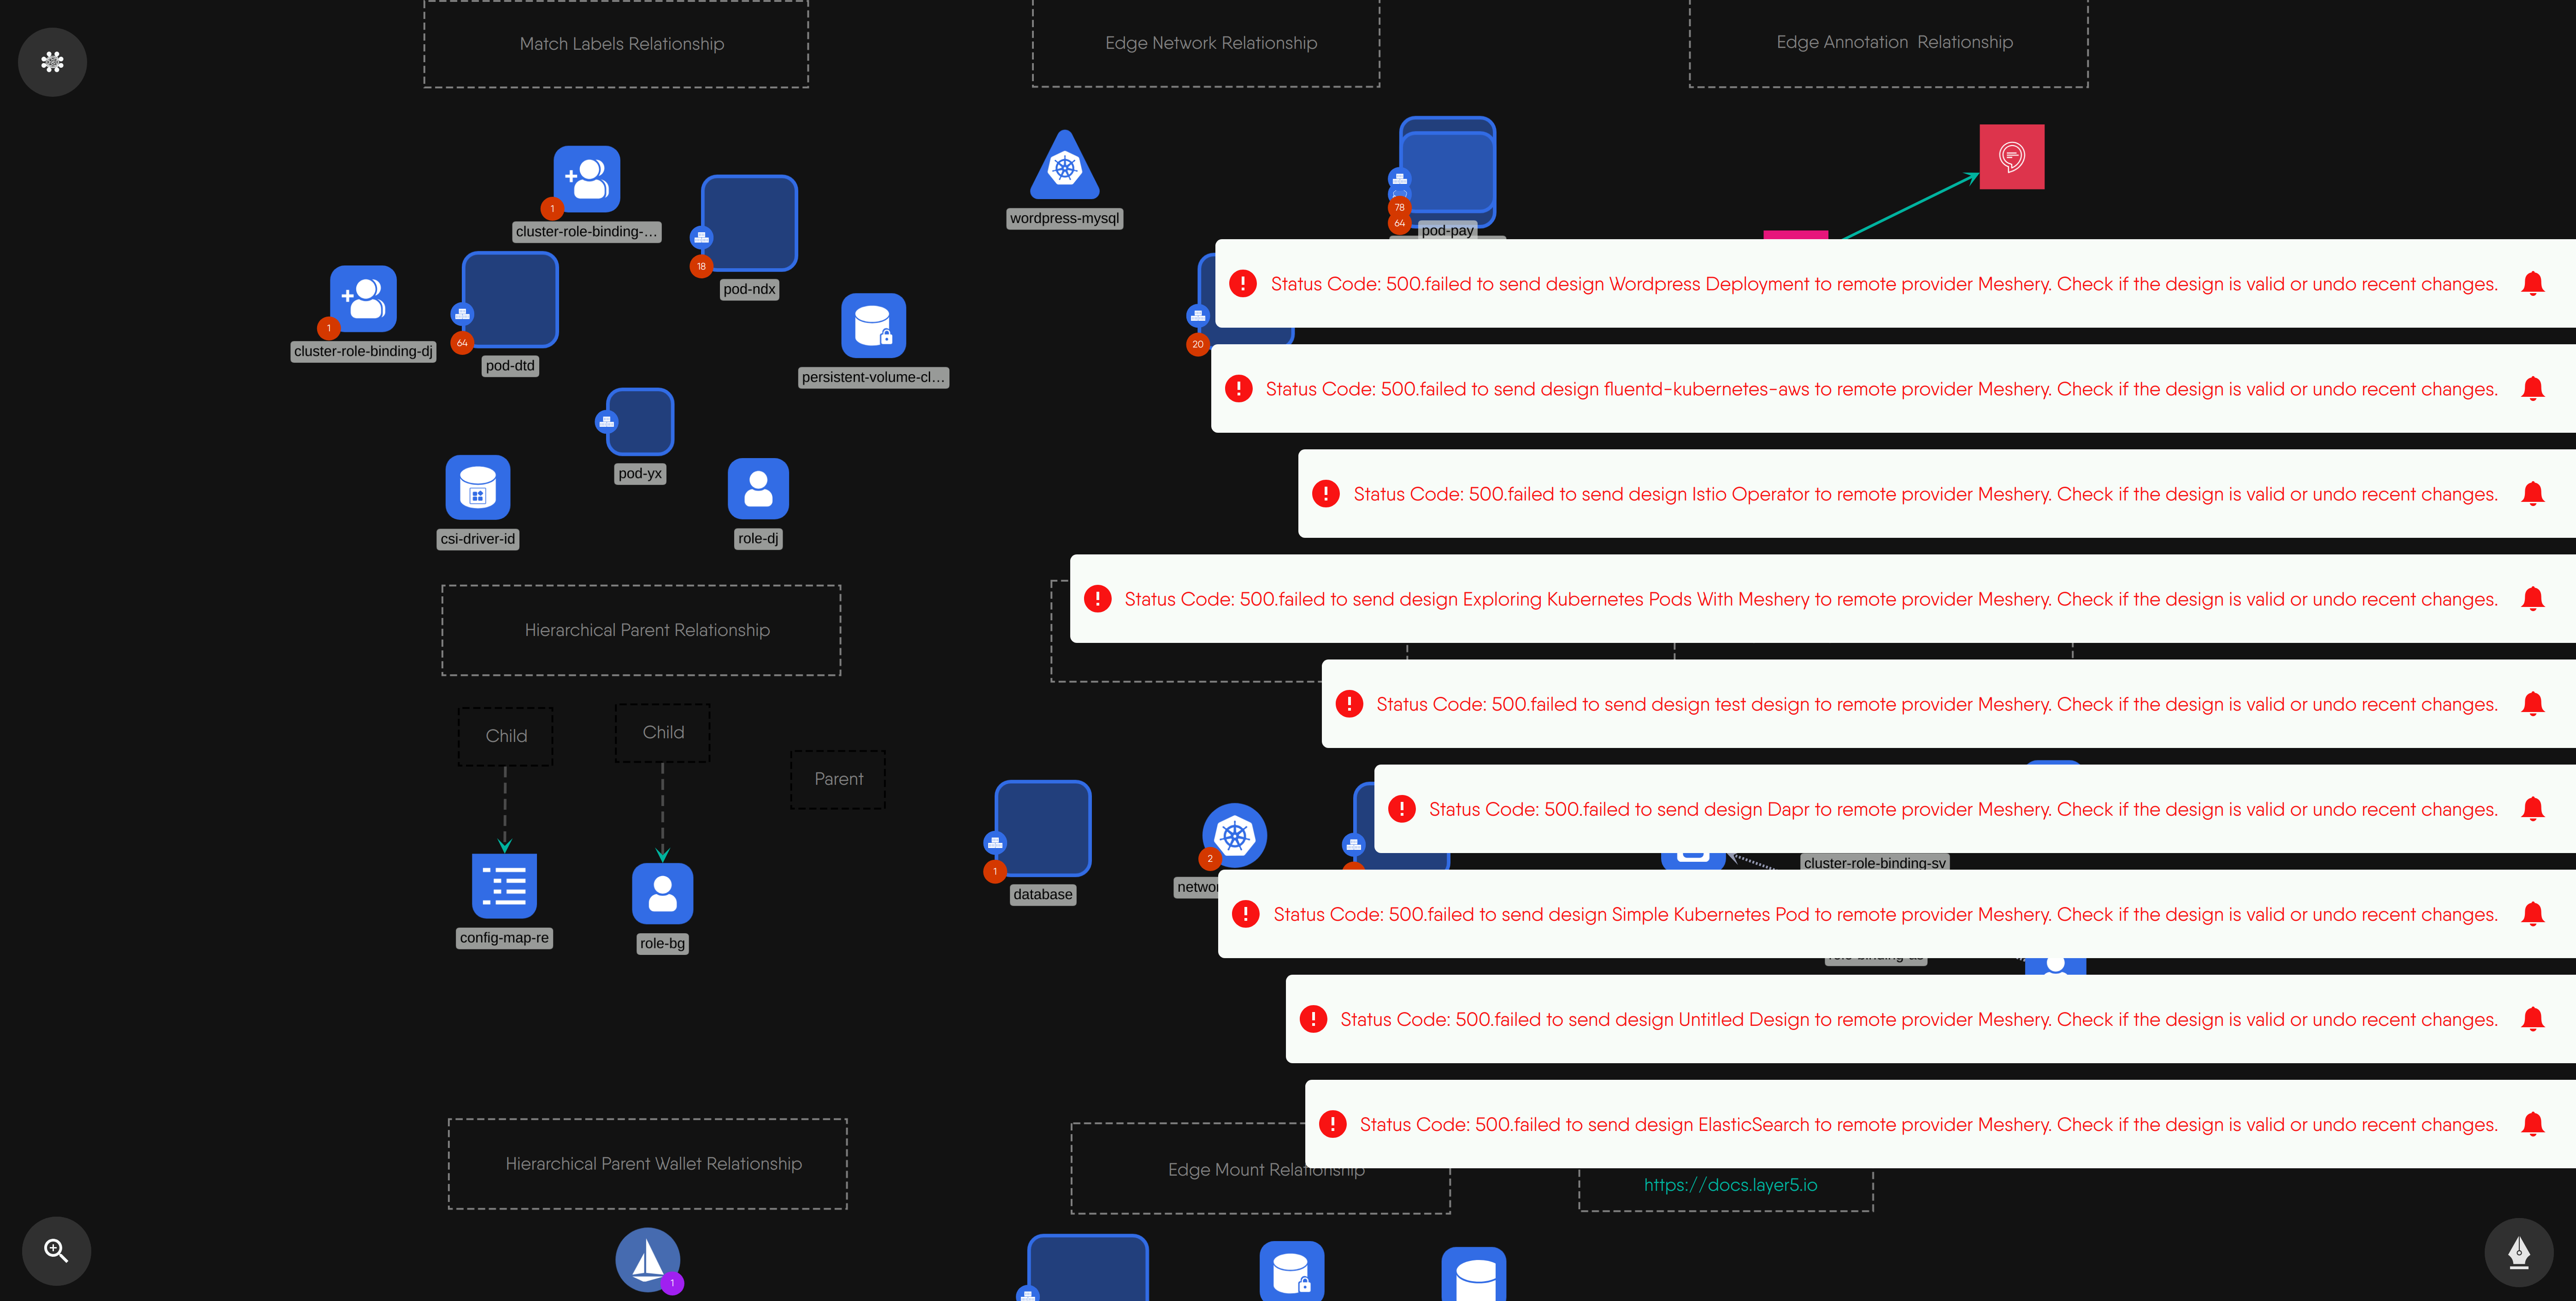 Match Labels Relationship
Edge Network Relationship
Edge Annotation  Relationship
1
cluster-role-binding-…
18
pod-ndx
wordpress-mysql
78
64
pod-pay
1
cluster-role-binding-dj
64
pod-dtd
persistent-volume-cl…
20
Status Code: 500.failed to send design Wordpress Deployment to remote provider Meshery. Check if the design is valid or undo recent changes.
Status Code: 500.failed to send design fluentd-kubernetes-aws to remote provider Meshery. Check if the design is valid or undo recent changes.
pod-yx
csi-driver-id
role-dj
Status Code: 500.failed to send design Istio Operator to remote provider Meshery. Check if the design is valid or undo recent changes.
Status Code: 500.failed to send design Exploring Kubernetes Pods With Meshery to remote provider Meshery. Check if the design is valid or undo recent changes.
Hierarchical Parent Relationship
Status Code: 500.failed to send design test design to remote provider Meshery. Check if the design is valid or undo recent changes.
Child
Child
Parent
Status Code: 500.failed to send design Dapr to remote provider Meshery. Check if the design is valid or undo recent changes.
1
database
2
networ
cluster-role-binding-sv
config-map-re
role-bg
Status Code: 500.failed to send design Simple Kubernetes Pod to remote provider Meshery. Check if the design is valid or undo recent changes.
Status Code: 500.failed to send design Untitled Design to remote provider Meshery. Check if the design is valid or undo recent changes.
Status Code: 500.failed to send design ElasticSearch to remote provider Meshery. Check if the design is valid or undo recent changes.
Hierarchical Parent Wallet Relationship
Edge Mount Relationship
https://docs.layer5.io
1